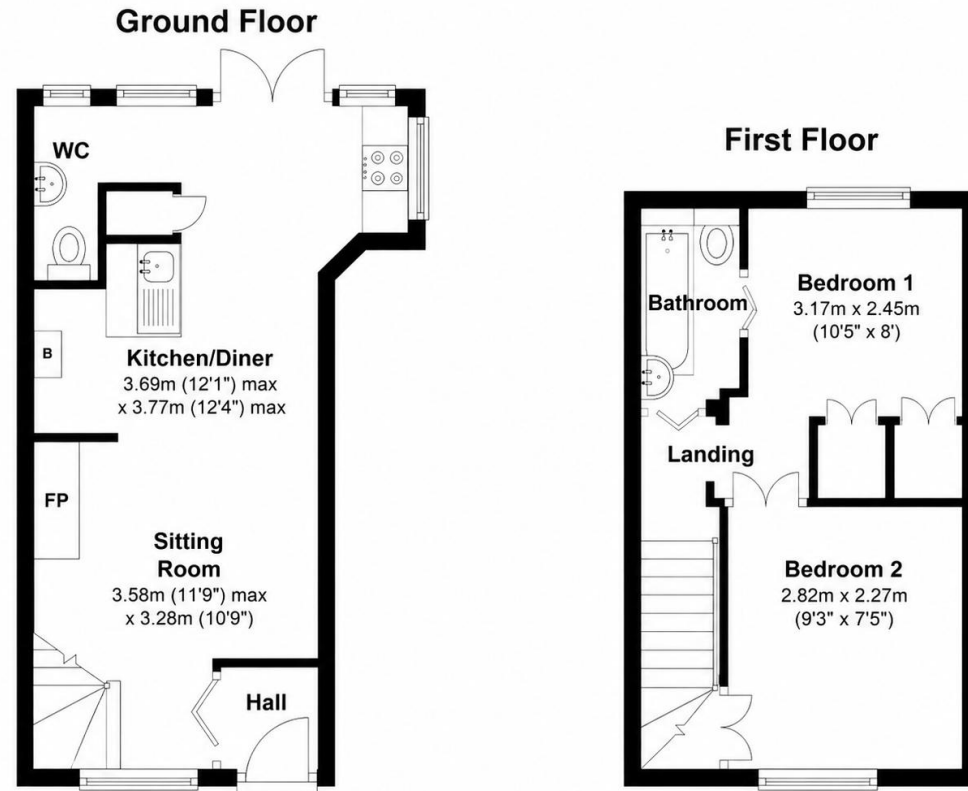 Ground Floor
WC
B
Kitchen/Diner
3.69m (12'1") max
x 3.77m (12'4") max
FP
Sitting
Room
3.58m (11'9") max
x 3.28m (10'9")
Hall
First Floor
Bathroom
Bedroom 1
3.17m x 2.45m
(10'5" x 8')
Landing
Bedroom 2
2.82m x 2.27m
(9'3" x 7'5")